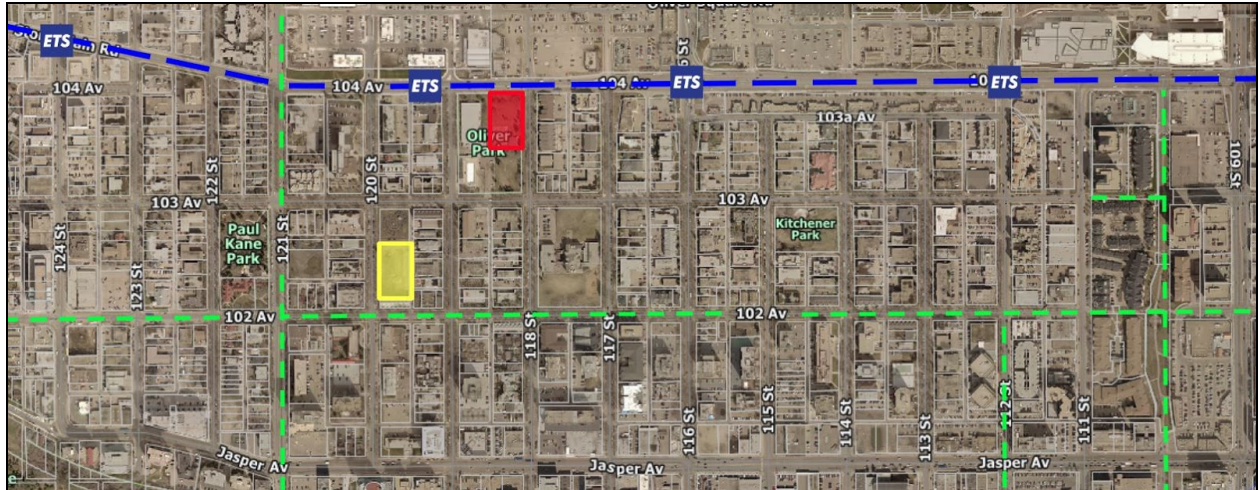 Oliver Square Rd
ETS
104 Av
104 Av
ETS
104 Av
ETS
ETS
103a Av
Oliver
Park
109 St
122 St
120 St
103 Av
103 Av
124 St
Paul
Kane
Park
121 St
Kitchener
Park
123 St
102 Av
102 Av
118 St
117 St
116 St
115 St
114 St
113 St
112 St
111 St
Jasper Av
Jasper Av
Jasper Av